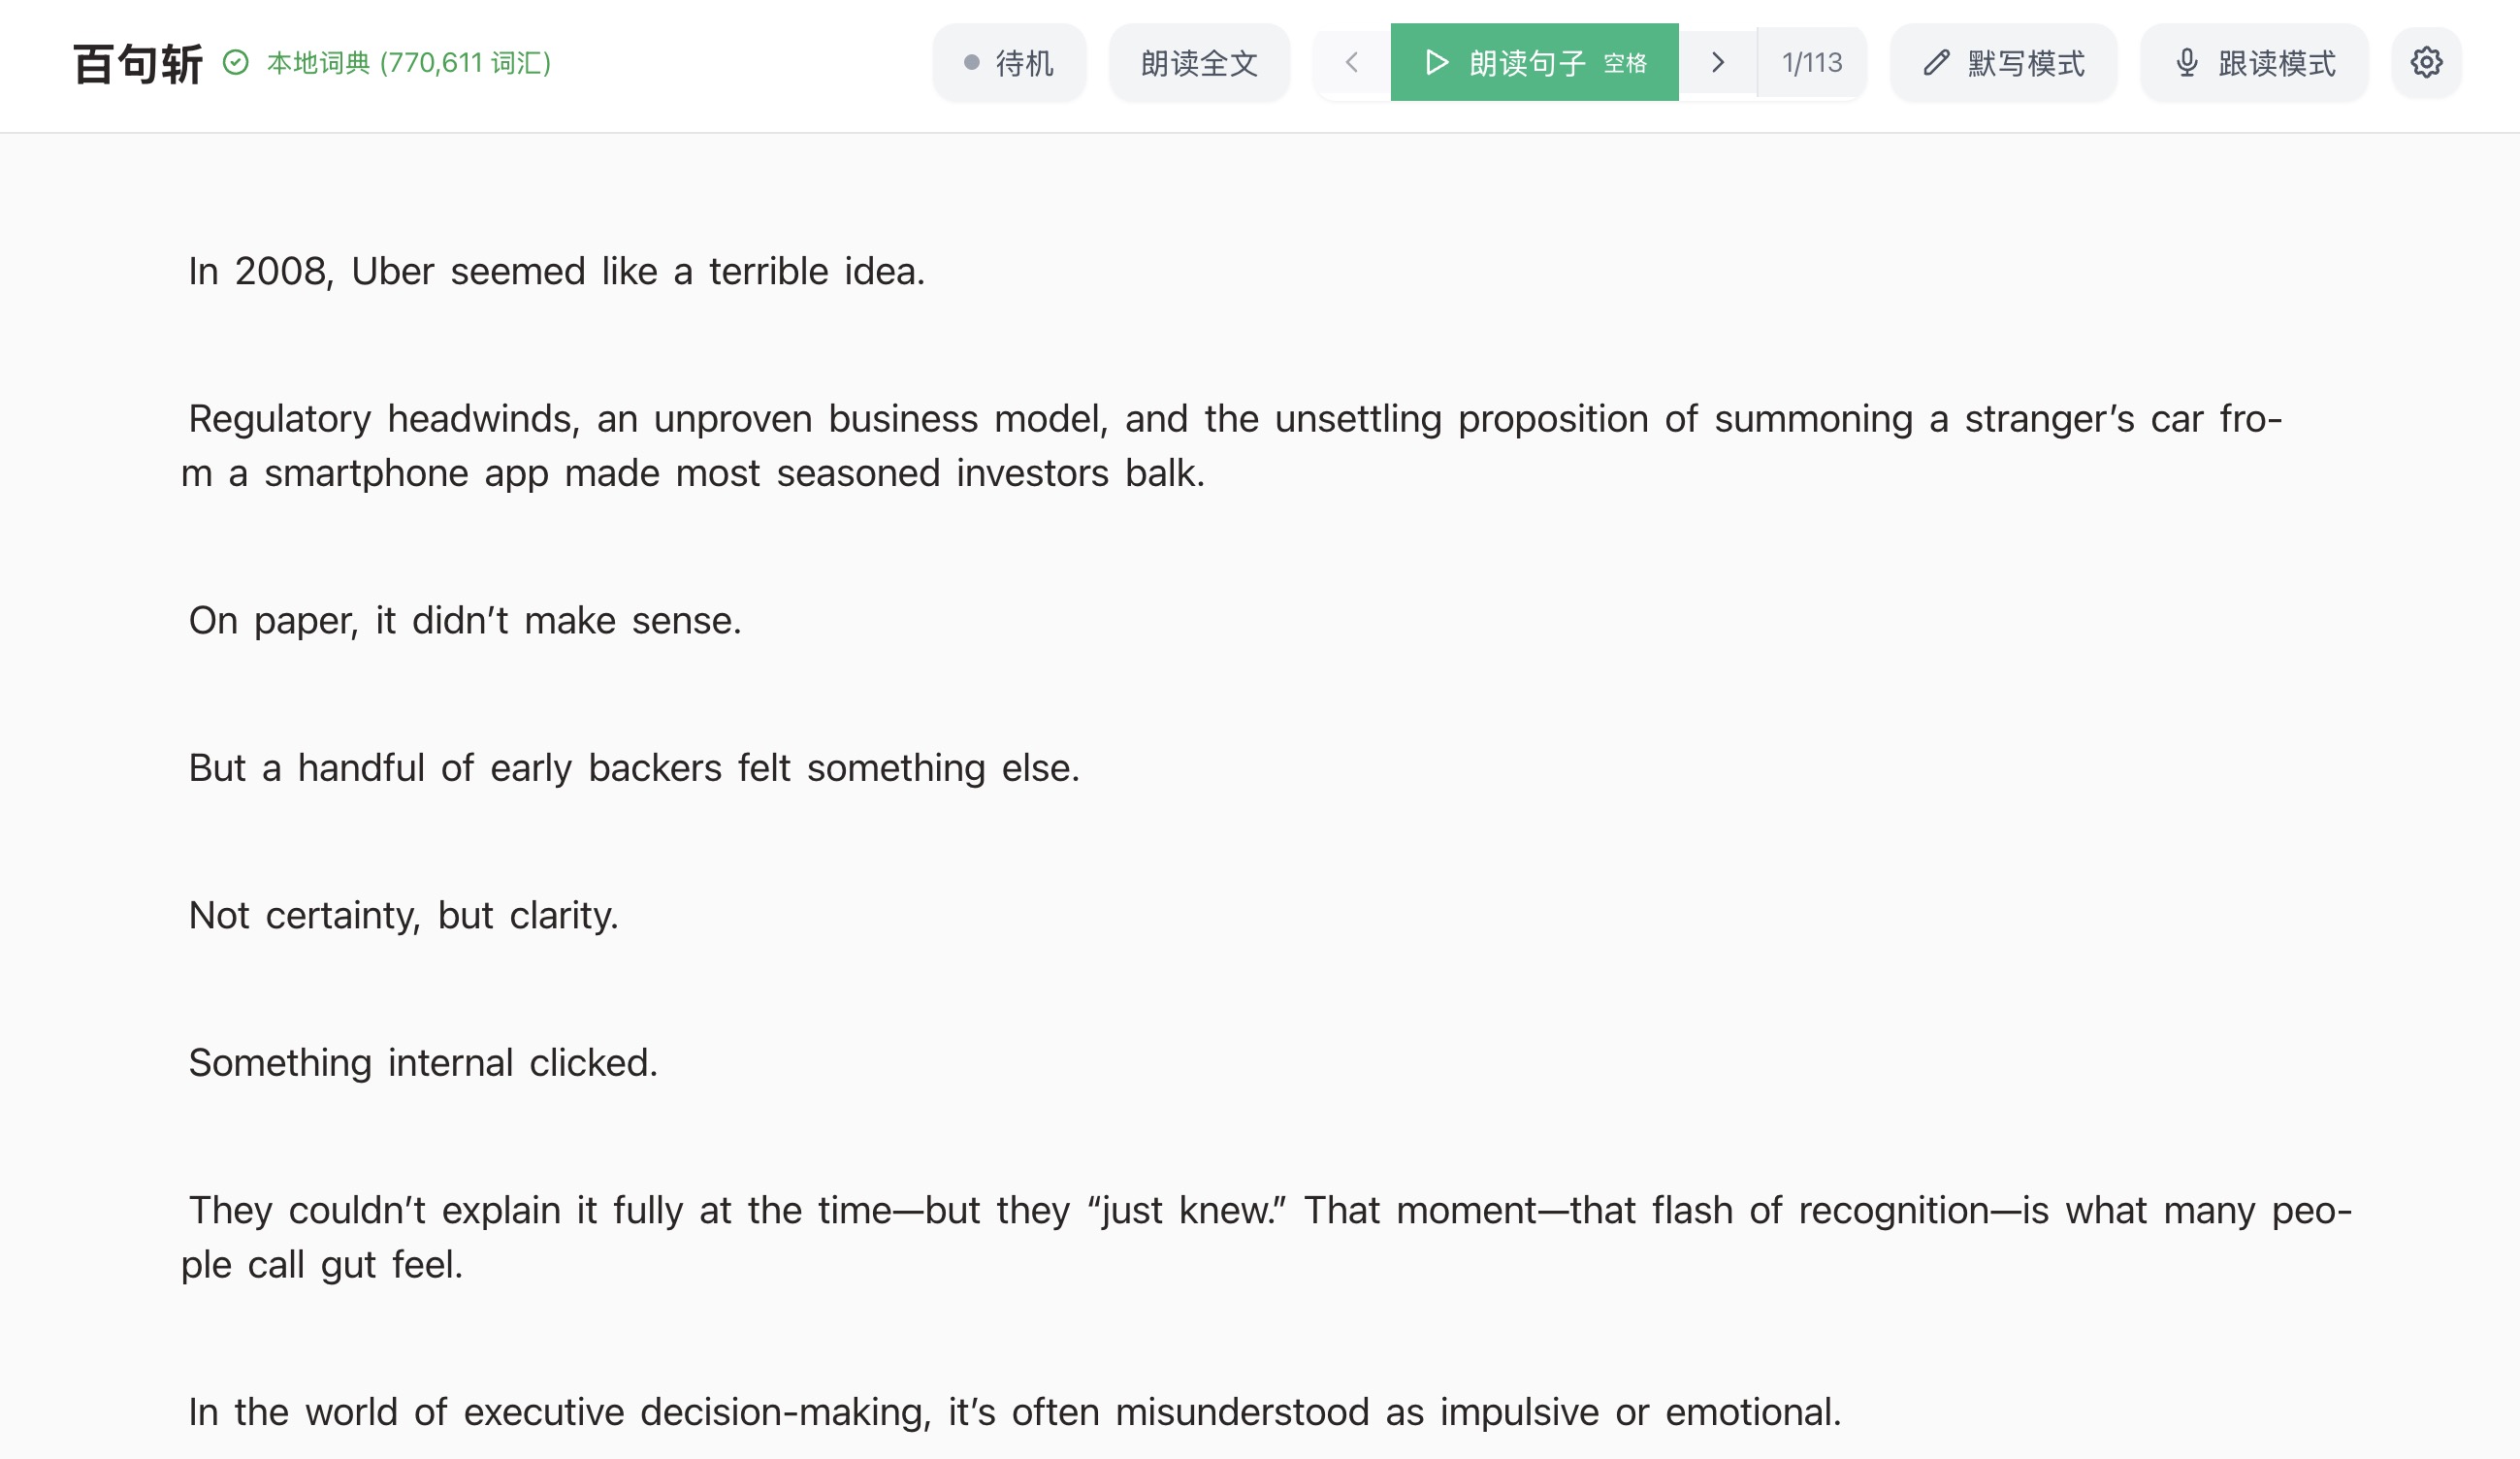 百句斩 本地词典 (770,611 词汇) 待机 朗读全文 朗读句子 空格 1/113 默写模式 跟读模式
In 2008, Uber seemed like a terrible idea.
Regulatory headwinds, an unproven business model, and the unsettling proposition of summoning a stranger’s car fro-
m a smartphone app made most seasoned investors balk.
On paper, it didn’t make sense.
But a handful of early backers felt something else.
Not certainty, but clarity.
Something internal clicked.
They couldn’t explain it fully at the time—but they “just knew.” That moment—that flash of recognition—is what many peo-
ple call gut feel.
In the world of executive decision-making, it’s often misunderstood as impulsive or emotional.